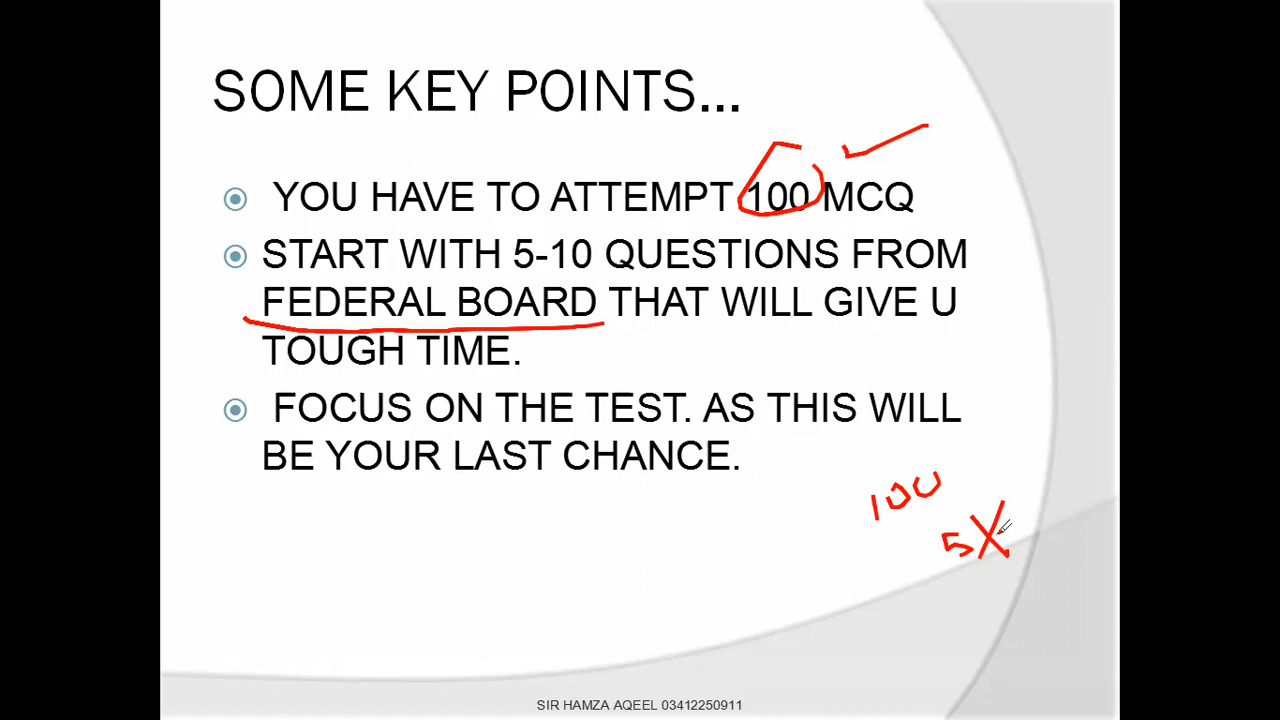 SOME KEY POINTS...
YOU HAVE TO ATTEMPT 100 MCQ
START WITH 5-10 QUESTIONS FROM
FEDERAL BOARD THAT WILL GIVE U
TOUGH TIME.
FOCUS ON THE TEST. AS THIS WILL
BE YOUR LAST CHANCE.
100
5X
SIR HAMZA AQEEL 03412250911